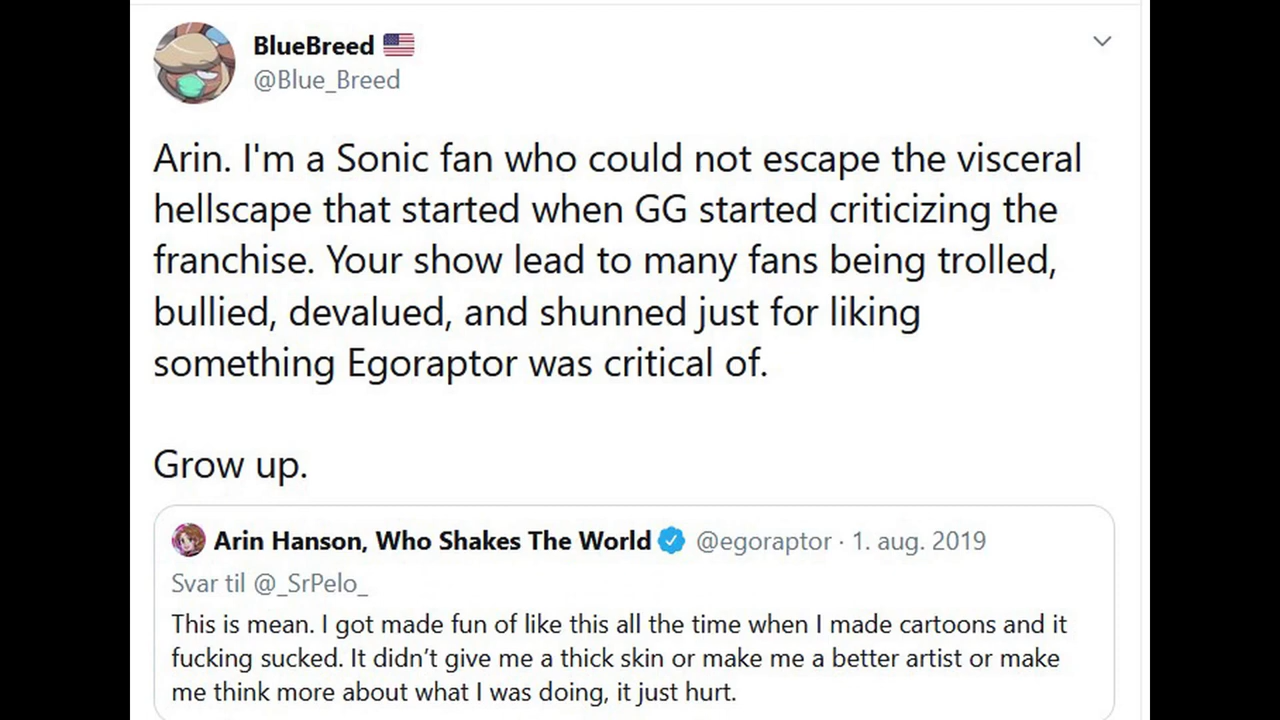 BlueBreed 🇺🇸
@Blue_Breed
Arin. I'm a Sonic fan who could not escape the visceral
hellscape that started when GG started criticizing the
franchise. Your show lead to many fans being trolled,
bullied, devalued, and shunned just for liking
something Egoraptor was critical of.
Grow up.
Arin Hanson, Who Shakes The World @egoraptor · 1. aug. 2019
Svar til @_SrPelo_
This is mean. I got made fun of like this all the time when I made cartoons and it
fucking sucked. It didn’t give me a thick skin or make me a better artist or make
me think more about what I was doing, it just hurt.